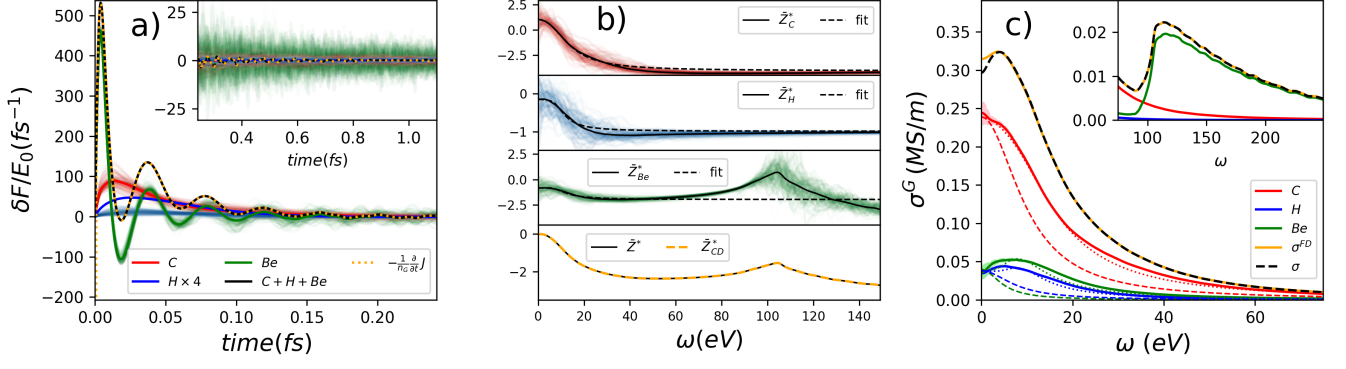 a)
δF/E₀(fs⁻¹)
500
400
300
200
100
0
−100
−200
25
0
−25
0.4 0.6 0.8 1.0
time(fs)
C Be −1/n_G ∂/∂t J
H × 4 C + H + Be
0.00 0.05 0.10 0.15 0.20
time(fs)
b)
2.5
0.0
−2.5
Z̄*_C fit
0
−1
Z̄*_H fit
2.5
0.0
−2.5
Z̄*_Be fit
0
−2
Z̄* Z̄*_CD
0 20 40 60 80 100 120 140
ω(eV)
c)
σᴳ (MS/m)
0.35
0.30
0.25
0.20
0.15
0.10
0.05
0.00
0.02
0.01
0.00
100 150 200
ω
C
H
Be
σ^FD
σ
0 20 40 60
ω (eV)